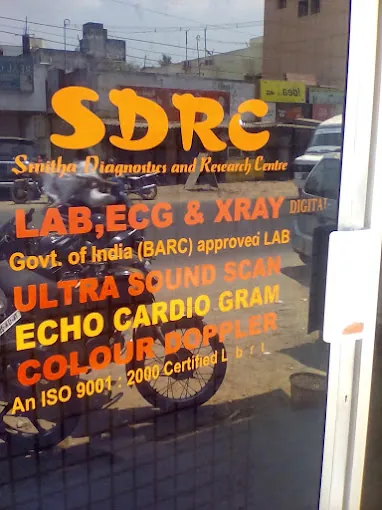 SDRC
Smitha Diagnostics and Research Centre
LAB,ECG & XRAY DIGITAL
Govt. of India (BARC) approved LAB
ULTRA SOUND SCAN
ECHO CARDIO GRAM
COLOUR DOPPLER
An ISO 9001 : 2000 Certified L b r t